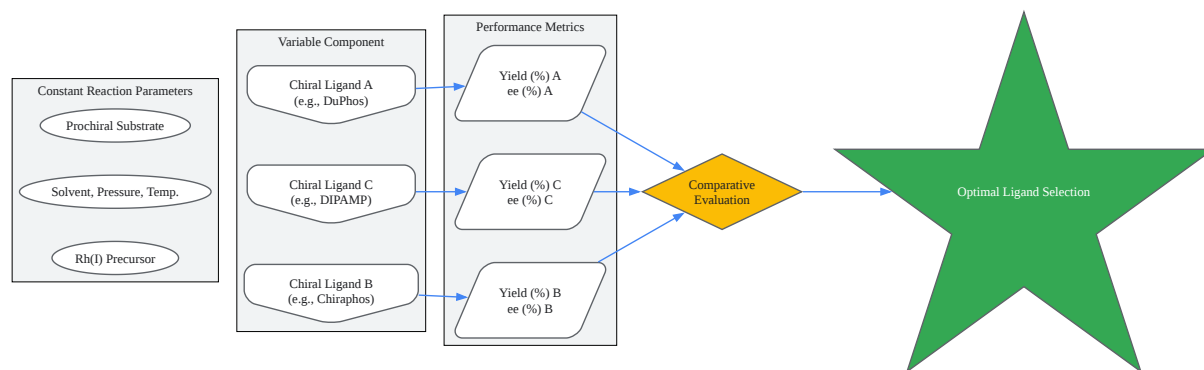 Constant Reaction Parameters
Prochiral Substrate
Solvent, Pressure, Temp.
Rh(I) Precursor
Variable Component
Chiral Ligand A
(e.g., DuPhos)
Chiral Ligand C
(e.g., DIPAMP)
Chiral Ligand B
(e.g., Chiraphos)
Performance Metrics
Yield (%) A
ee (%) A
Yield (%) C
ee (%) C
Yield (%) B
ee (%) B
Comparative
Evaluation
Optimal Ligand Selection